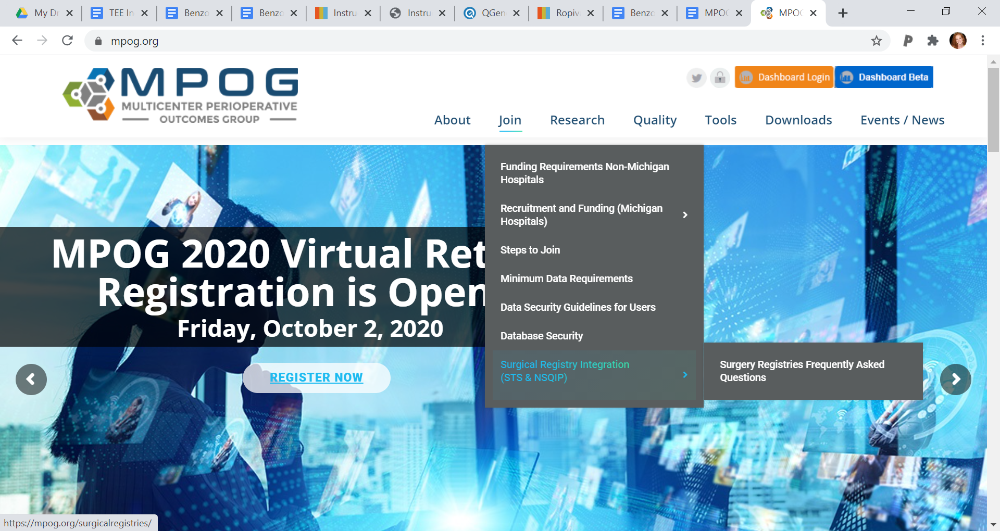 My Dr
TEE In
Benzo
Benzo
Instru
Instru
QGen
Ropiv
Benzo
MPOG
MPOG
mpog.org
MPOG
MULTICENTER PERIOPERATIVE
OUTCOMES GROUP
Dashboard Login
Dashboard Beta
About
Join
Research
Quality
Tools
Downloads
Events / News
Funding Requirements Non-Michigan
Hospitals
Recruitment and Funding (Michigan
Hospitals)
Steps to Join
Minimum Data Requirements
Data Security Guidelines for Users
Database Security
Surgical Registry Integration
(STS & NSQIP)
Surgery Registries Frequently Asked
Questions
MPOG 2020 Virtual Ret
Registration is Open
Friday, October 2, 2020
REGISTER NOW
https://mpog.org/surgicalregistries/